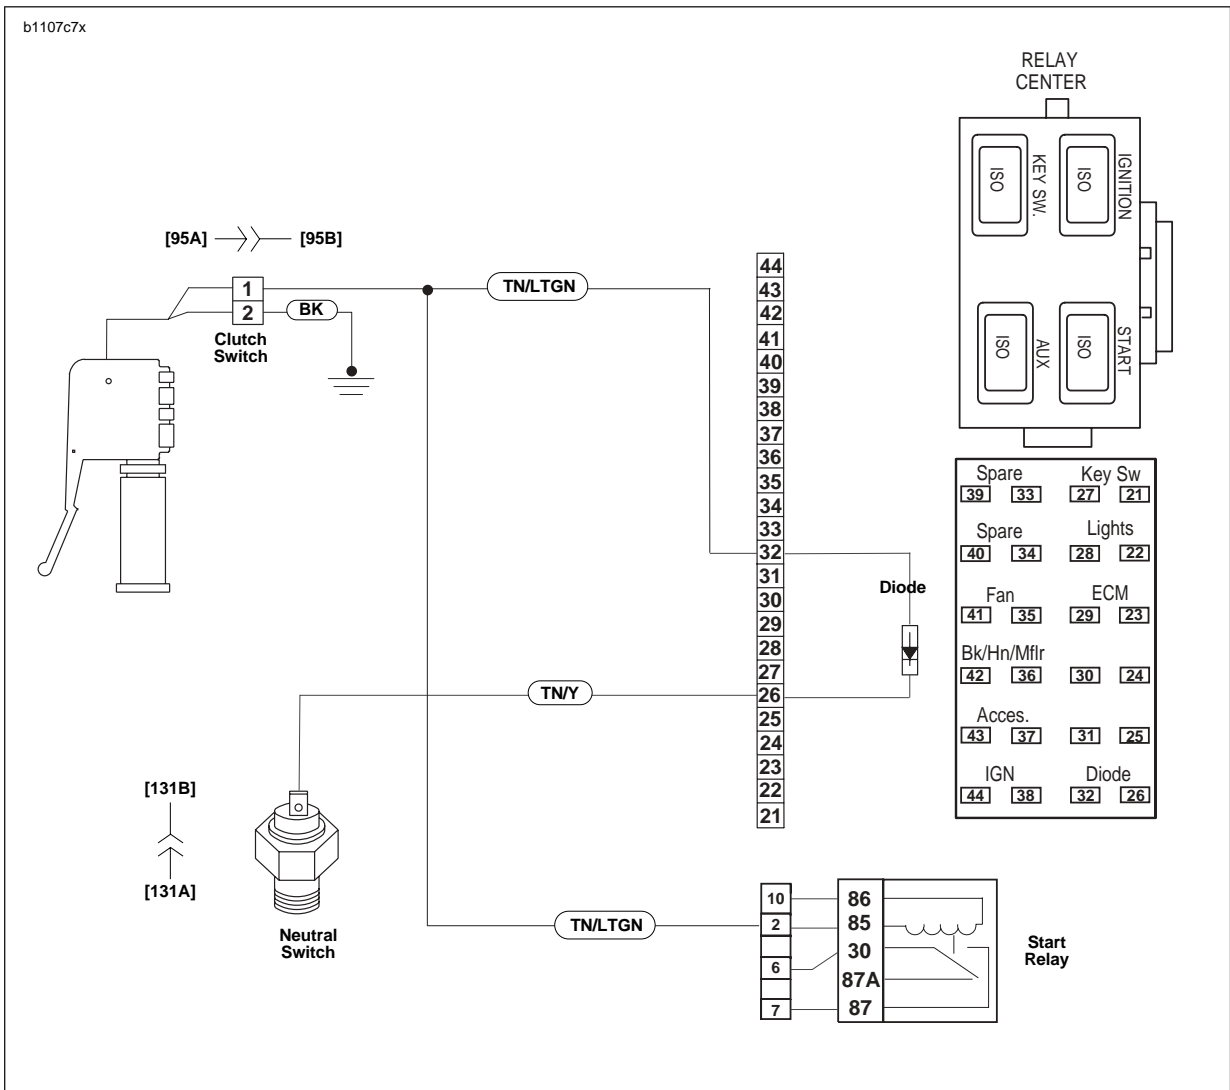 b1107c7x
RELAY
CENTER
KEY SW.
ISO
IGNITION
ISO
AUX
ISO
START
ISO
[95A]
[95B]
1
2
TN/LTGN
BK
Clutch
Switch
44
43
42
41
40
39
38
37
36
35
34
33
32
31
30
29
28
27
26
25
24
23
22
21
Diode
TN/Y
Spare Key Sw
39 33 27 21
Spare Lights
40 34 28 22
Fan ECM
41 35 29 23
Bk/Hn/Mflr
42 36 30 24
Acces.
43 37 31 25
IGN Diode
44 38 32 26
[131B]
[131A]
Neutral
Switch
TN/LTGN
10
2
6
7
86
85
30
87A
87
Start
Relay